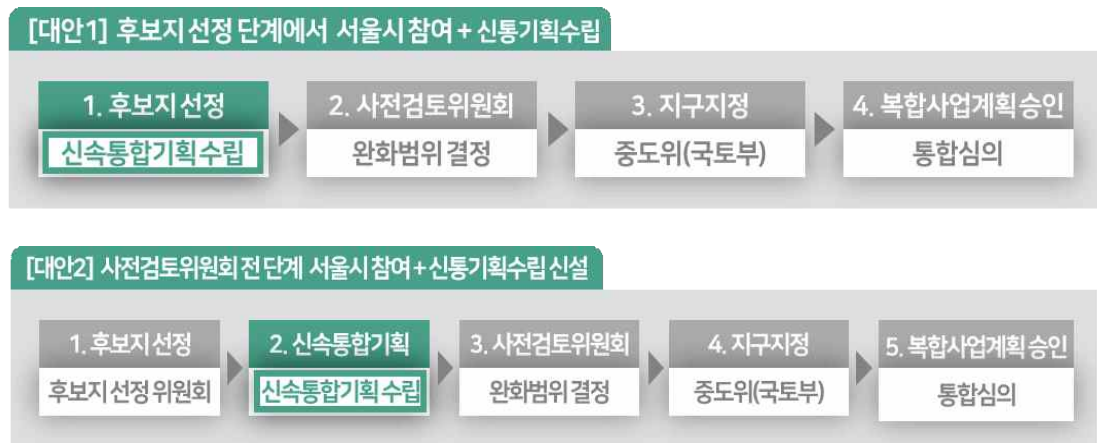 [대안1] 후보지 선정 단계에서 서울시 참여 + 신통기획수립
1. 후보지 선정
2. 사전검토위원회
3. 지구지정
4. 복합사업계획 승인
신속통합기획 수립
완화범위 결정
중도위(국토부)
통합심의
[대안2] 사전검토위원회 전 단계 서울시 참여+신통기획수립 신설
1. 후보지 선정
2. 신속통합기획
3. 사전검토위원회
4. 지구지정
5. 복합사업계획 승인
후보지 선정 위원회
신속통합기획 수립
완화범위 결정
중도위(국토부)
통합심의